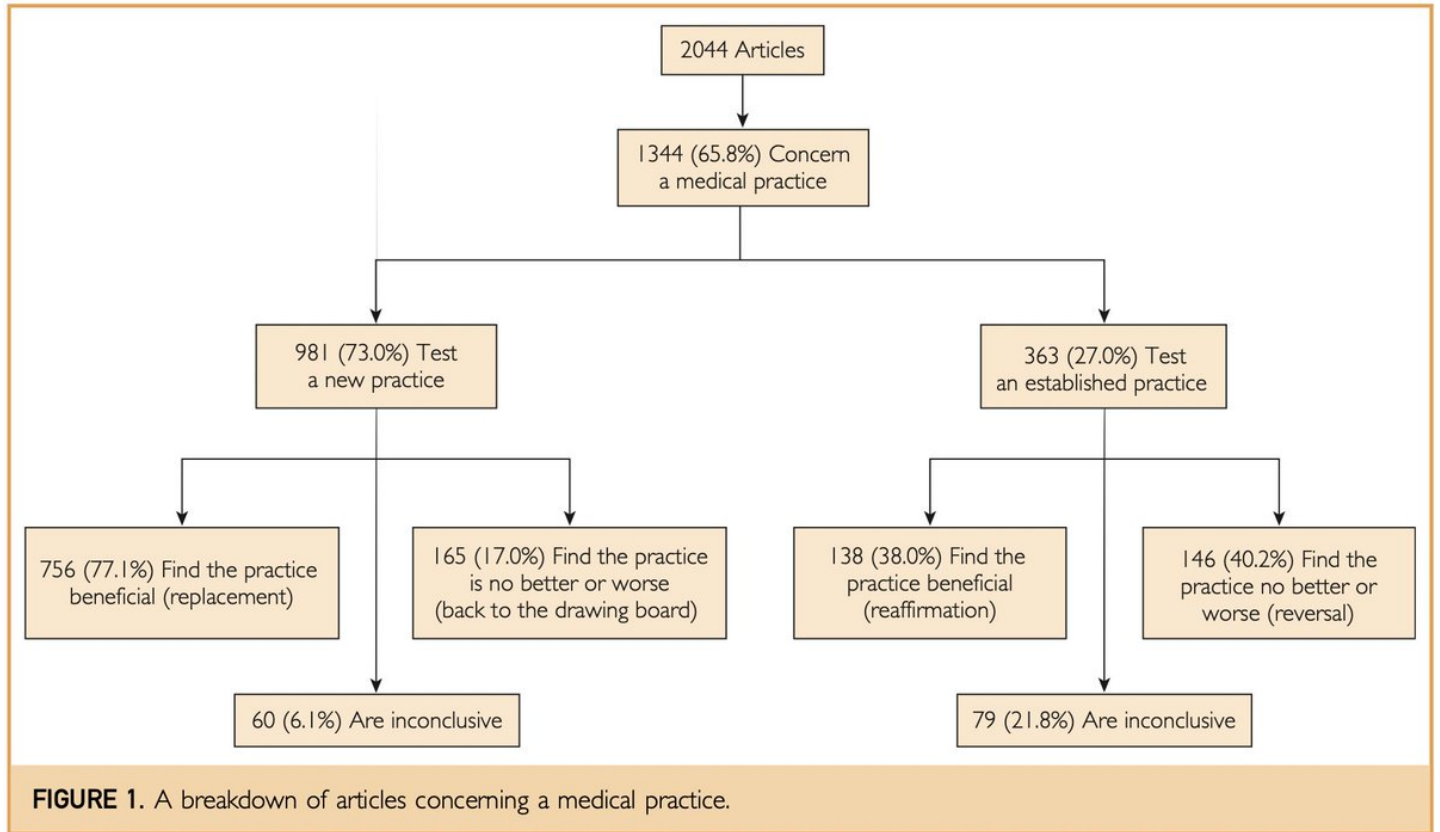 2044 Articles
1344 (65.8%) Concern
a medical practice
981 (73.0%) Test
a new practice
363 (27.0%) Test
an established practice
756 (77.1%) Find the practice
beneficial (replacement)
165 (17.0%) Find the practice
is no better or worse
(back to the drawing board)
138 (38.0%) Find the
practice beneficial
(reaffirmation)
146 (40.2%) Find the
practice no better or
worse (reversal)
60 (6.1%) Are inconclusive
79 (21.8%) Are inconclusive
FIGURE 1. A breakdown of articles concerning a medical practice.